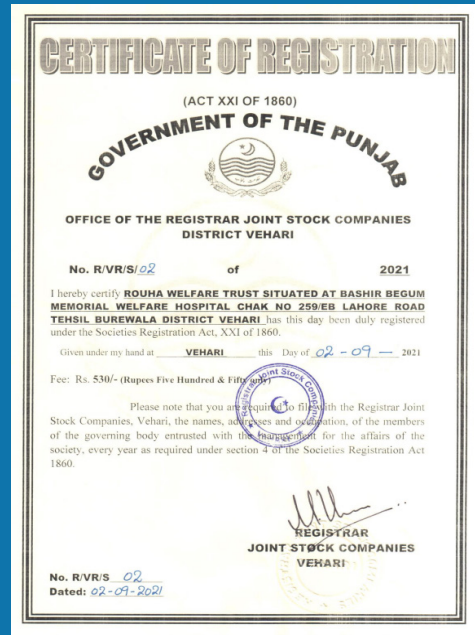 CERTIFICATE OF REGISTRATION
(ACT XXI OF 1860)
GOVERNMENT OF THE PUNJAB
OFFICE OF THE REGISTRAR JOINT STOCK COMPANIES
DISTRICT VEHARI
No. R/VR/S/02 of 2021
I hereby certify ROUHA WELFARE TRUST SITUATED AT BASHIR BEGUM
MEMORIAL WELFARE HOSPITAL CHAK NO 259/EB LAHORE ROAD
TEHSIL BUREWALA DISTRICT VEHARI has this day been duly registered
under the Societies Registration Act, XXI of 1860.
Given under my hand at VEHARI this Day of 02-09- 2021
Fee: Rs. 530/- (Rupees Five Hundred & Fifty only)
Please note that you are required to file with the Registrar Joint
Stock Companies, Vehari, the names, addresses and occupation, of the members
of the governing body entrusted with the management for the affairs of the
society, every year as required under section 4 of the Societies Registration Act
1860.
REGISTRAR
JOINT STOCK COMPANIES
VEHARI
No. R/VR/S 02
Dated: 02-09-2021